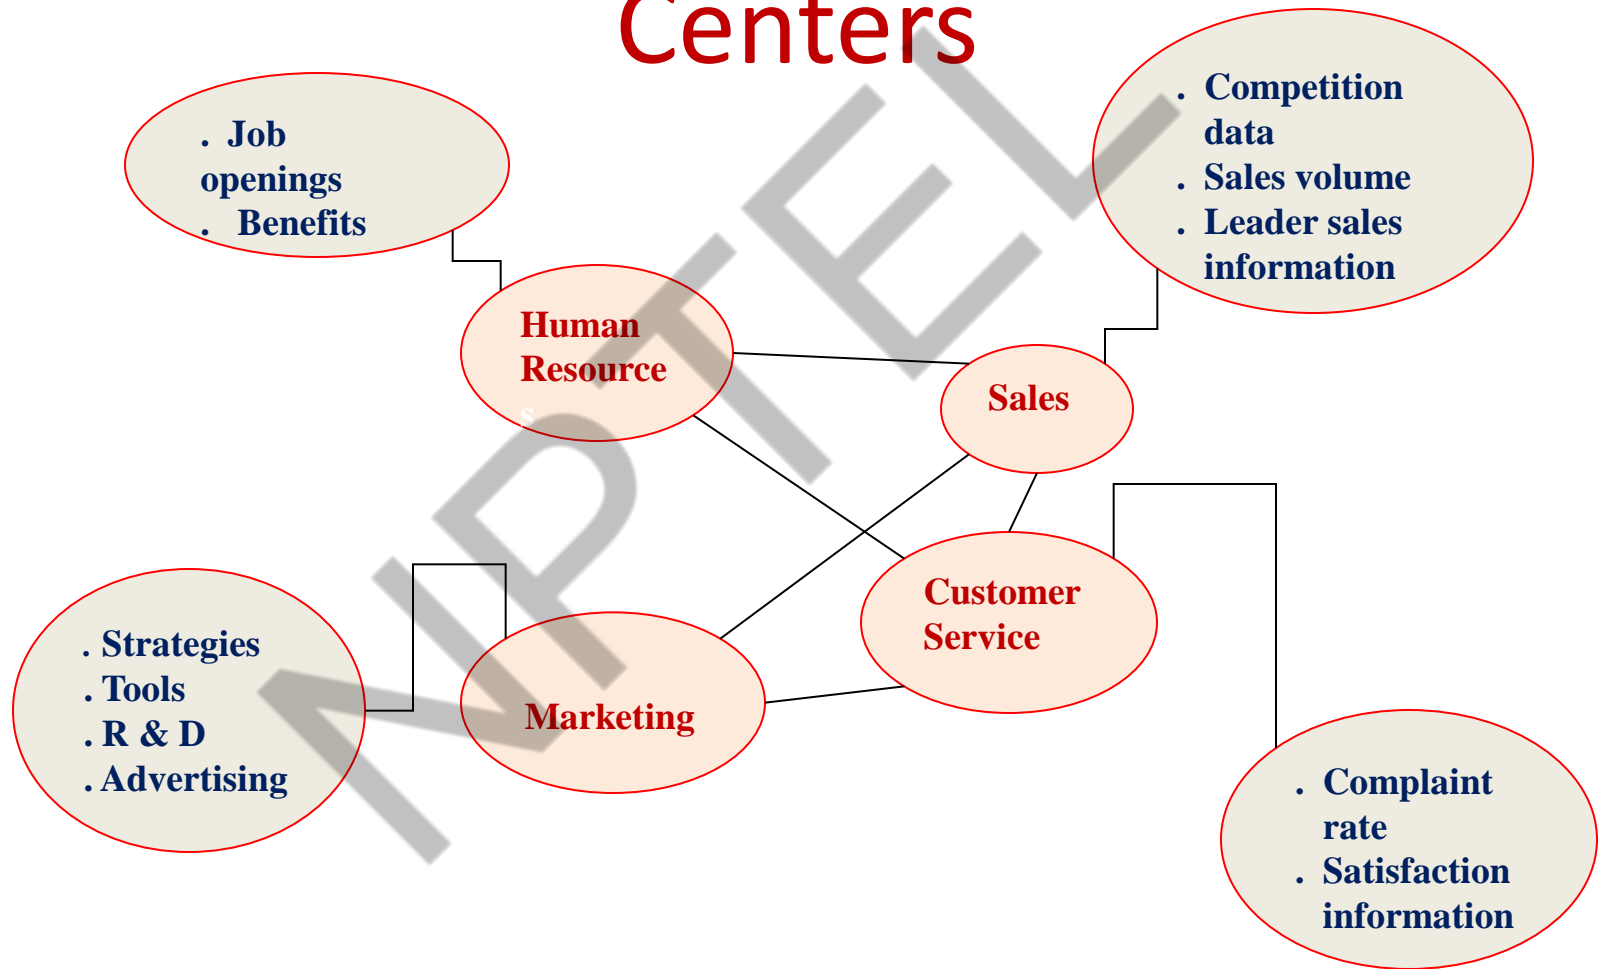 Centers
. Job
openings
. Benefits
. Competition
data
. Sales volume
. Leader sales
information
Human
Resource
s
Sales
Customer
Service
. Strategies
. Tools
. R & D
. Advertising
Marketing
. Complaint
rate
. Satisfaction
information
NPTEL